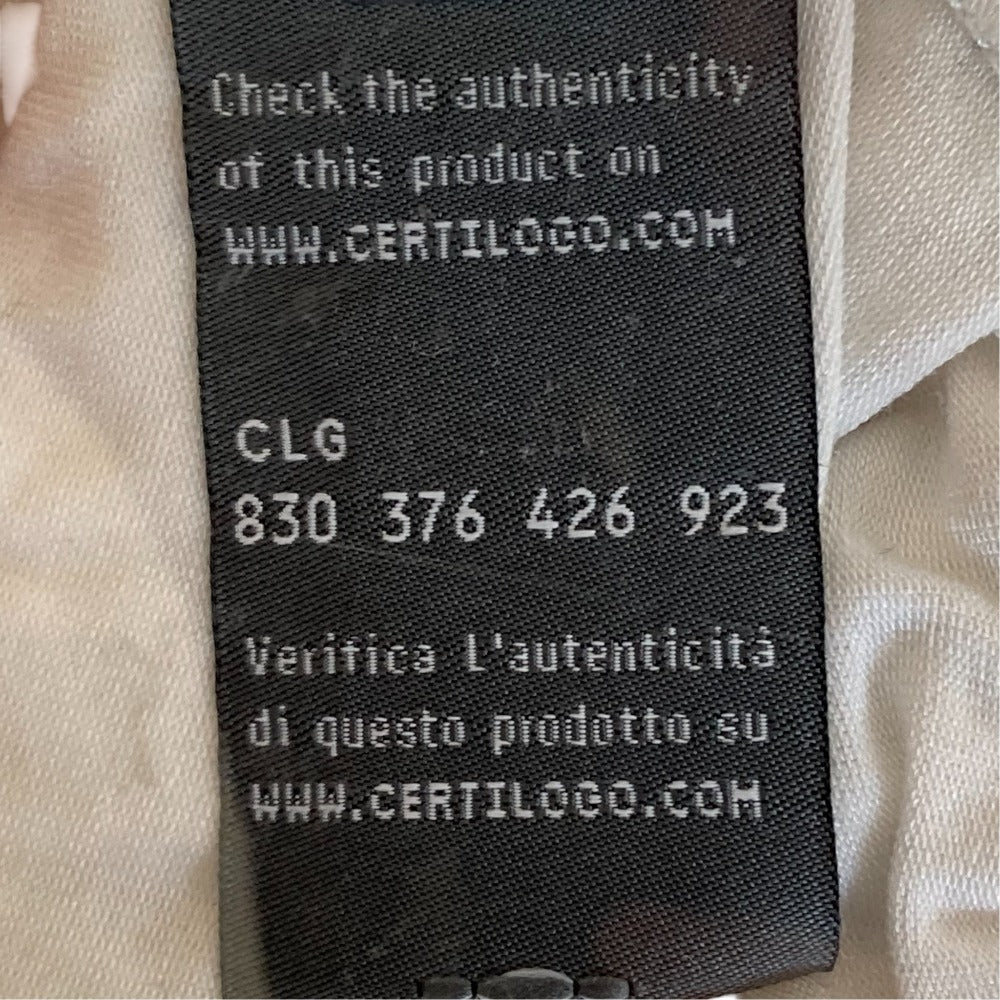 Check the authenticity
of this product on
WWW.CERTILOGO.COM
CLG
830 376 426 923
Verifica L'autenticitá
di questo prodotto su
WWW.CERTILOGO.COM